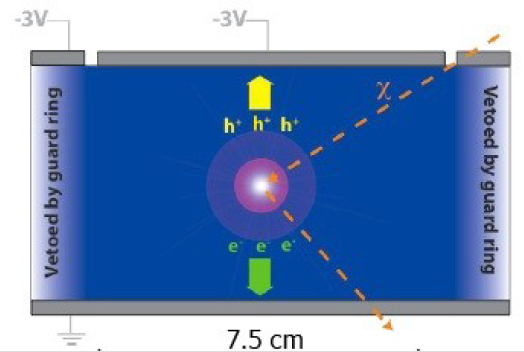 -3V
-3V
χ
h⁺ h⁺ h⁺
Vetoed by guard ring
Vetoed by guard ring
e⁻ e⁻ e⁻
7.5 cm